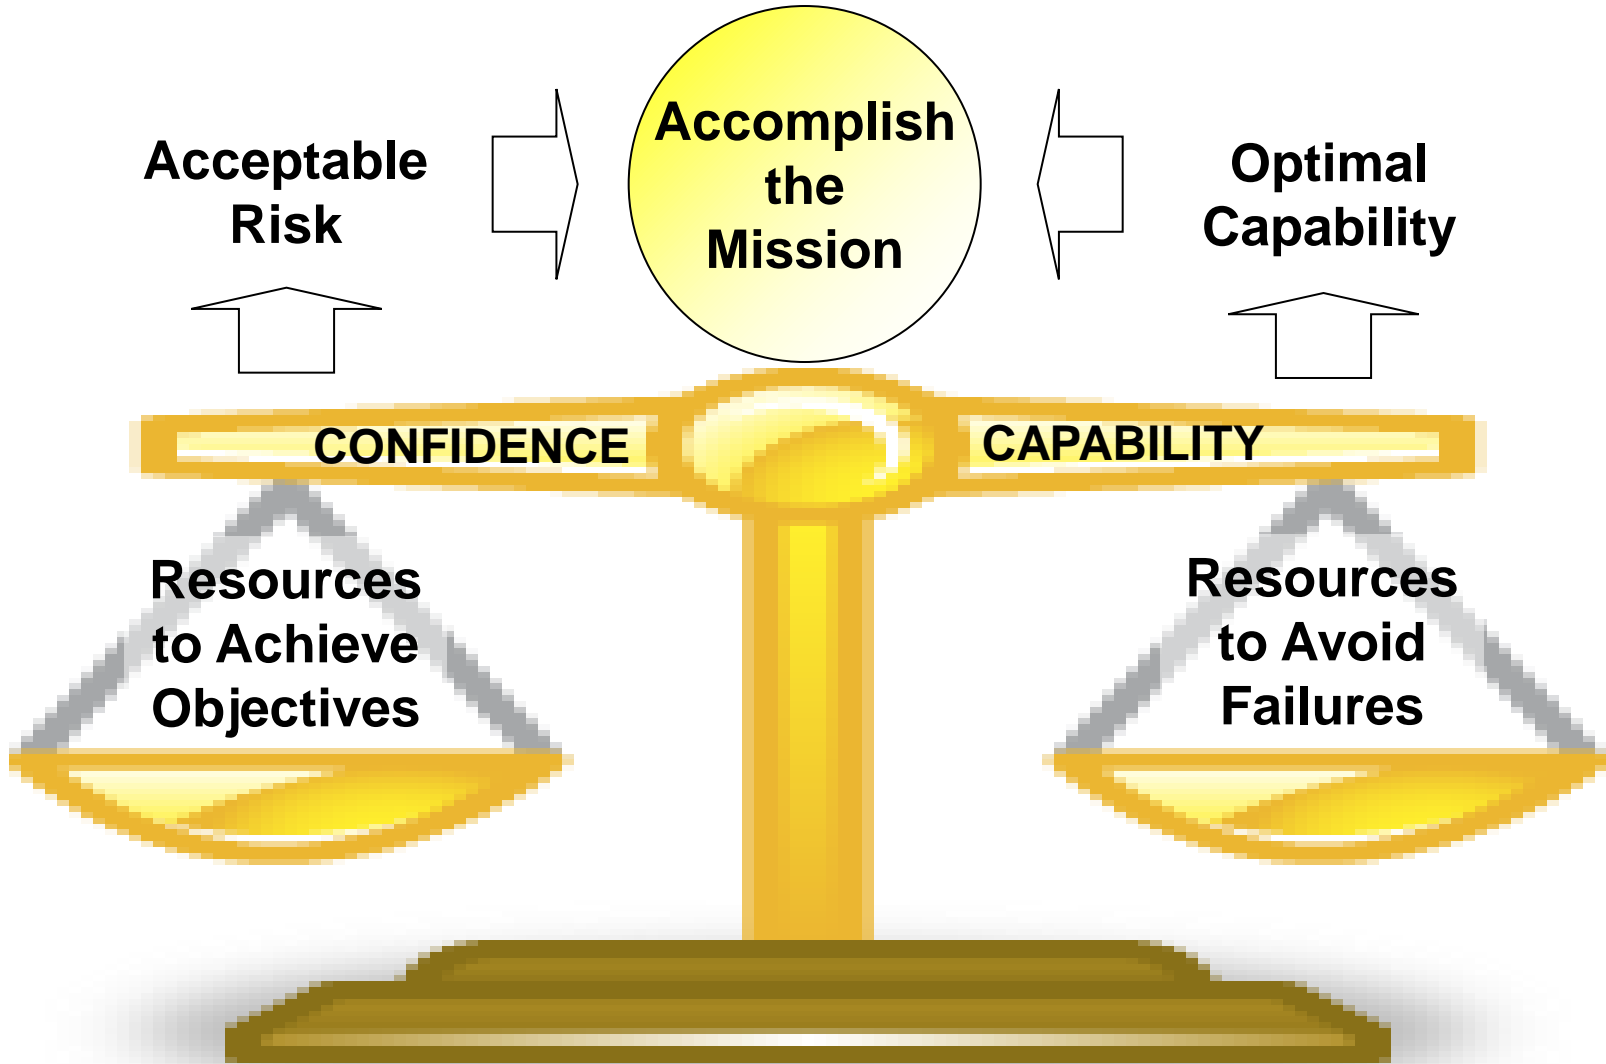 Acceptable
Risk
Accomplish
the
Mission
Optimal
Capability
CONFIDENCE
CAPABILITY
Resources
to Achieve
Objectives
Resources
to Avoid
Failures